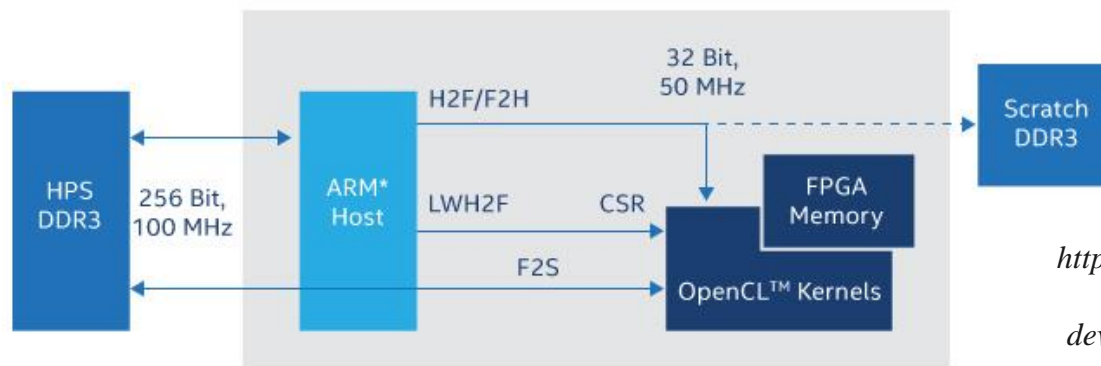 32 Bit,
50 MHz
H2F/F2H
Scratch
DDR3
HPS
DDR3
256 Bit,
100 MHz
ARM*
Host
FPGA
Memory
LWH2F
CSR
F2S
OpenCL™ Kernels
http
dev